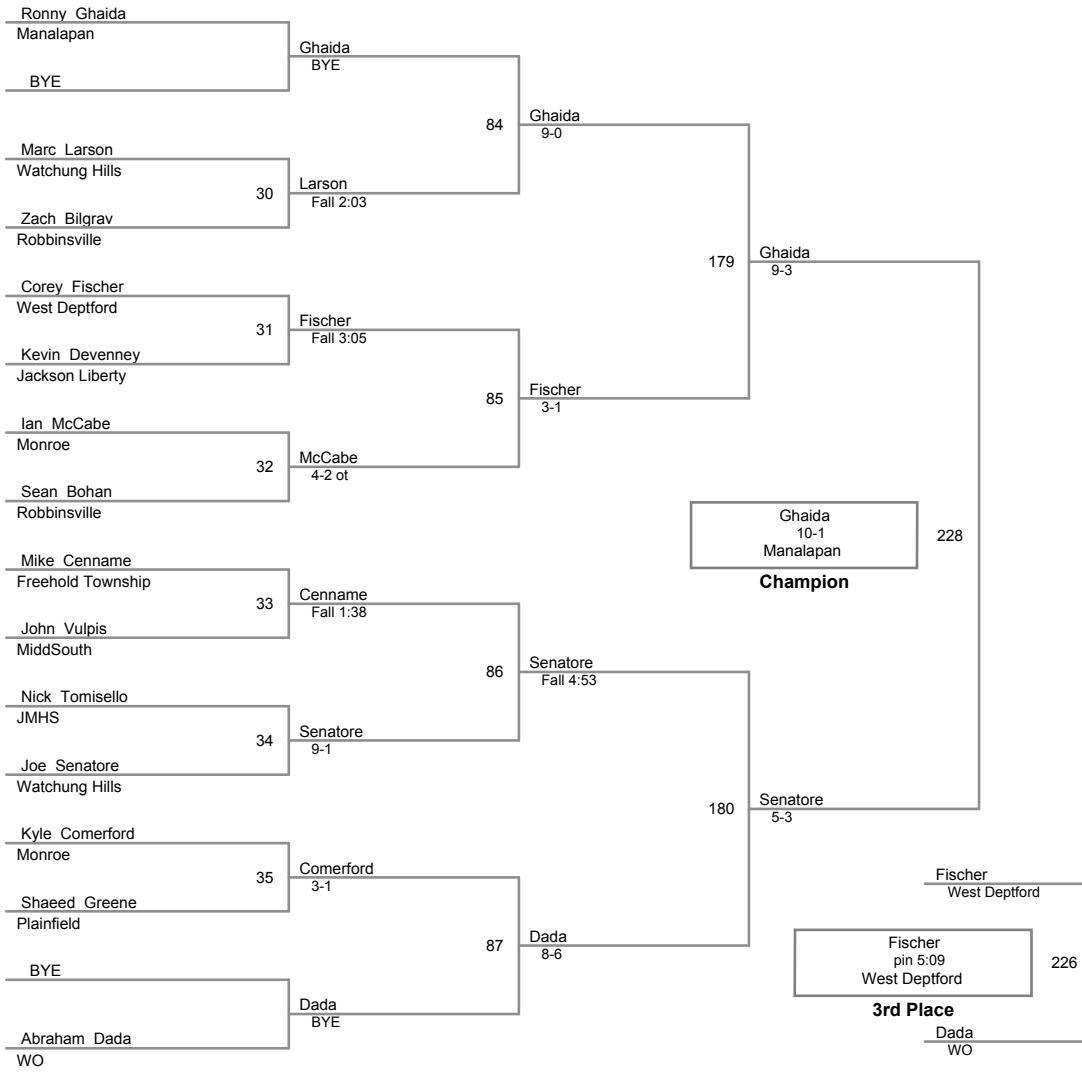 Ronny Ghaida
Manalapan
BYE
Ghaida
BYE
84
Ghaida
9-0
Marc Larson
Watchung Hills
30
Larson
Fall 2:03
Zach Bilgrav
Robbinsville
179
Ghaida
9-3
Corey Fischer
West Deptford
31
Fischer
Fall 3:05
Kevin Devenney
Jackson Liberty
85
Fischer
3-1
Ian McCabe
Monroe
32
McCabe
4-2 ot
Sean Bohan
Robbinsville
Ghaida
10-1
Manalapan
228
Champion
Mike Cenname
Freehold Township
33
Cenname
Fall 1:38
John Vulpis
MiddSouth
86
Senatore
Fall 4:53
Nick Tomisello
JMHS
34
Senatore
9-1
Joe Senatore
Watchung Hills
180
Senatore
5-3
Kyle Comerford
Monroe
35
Comerford
3-1
Shaeed Greene
Plainfield
87
Dada
8-6
BYE
Dada
BYE
Abraham Dada
WO
Fischer
West Deptford
Fischer
pin 5:09
West Deptford
226
3rd Place
Dada
WO